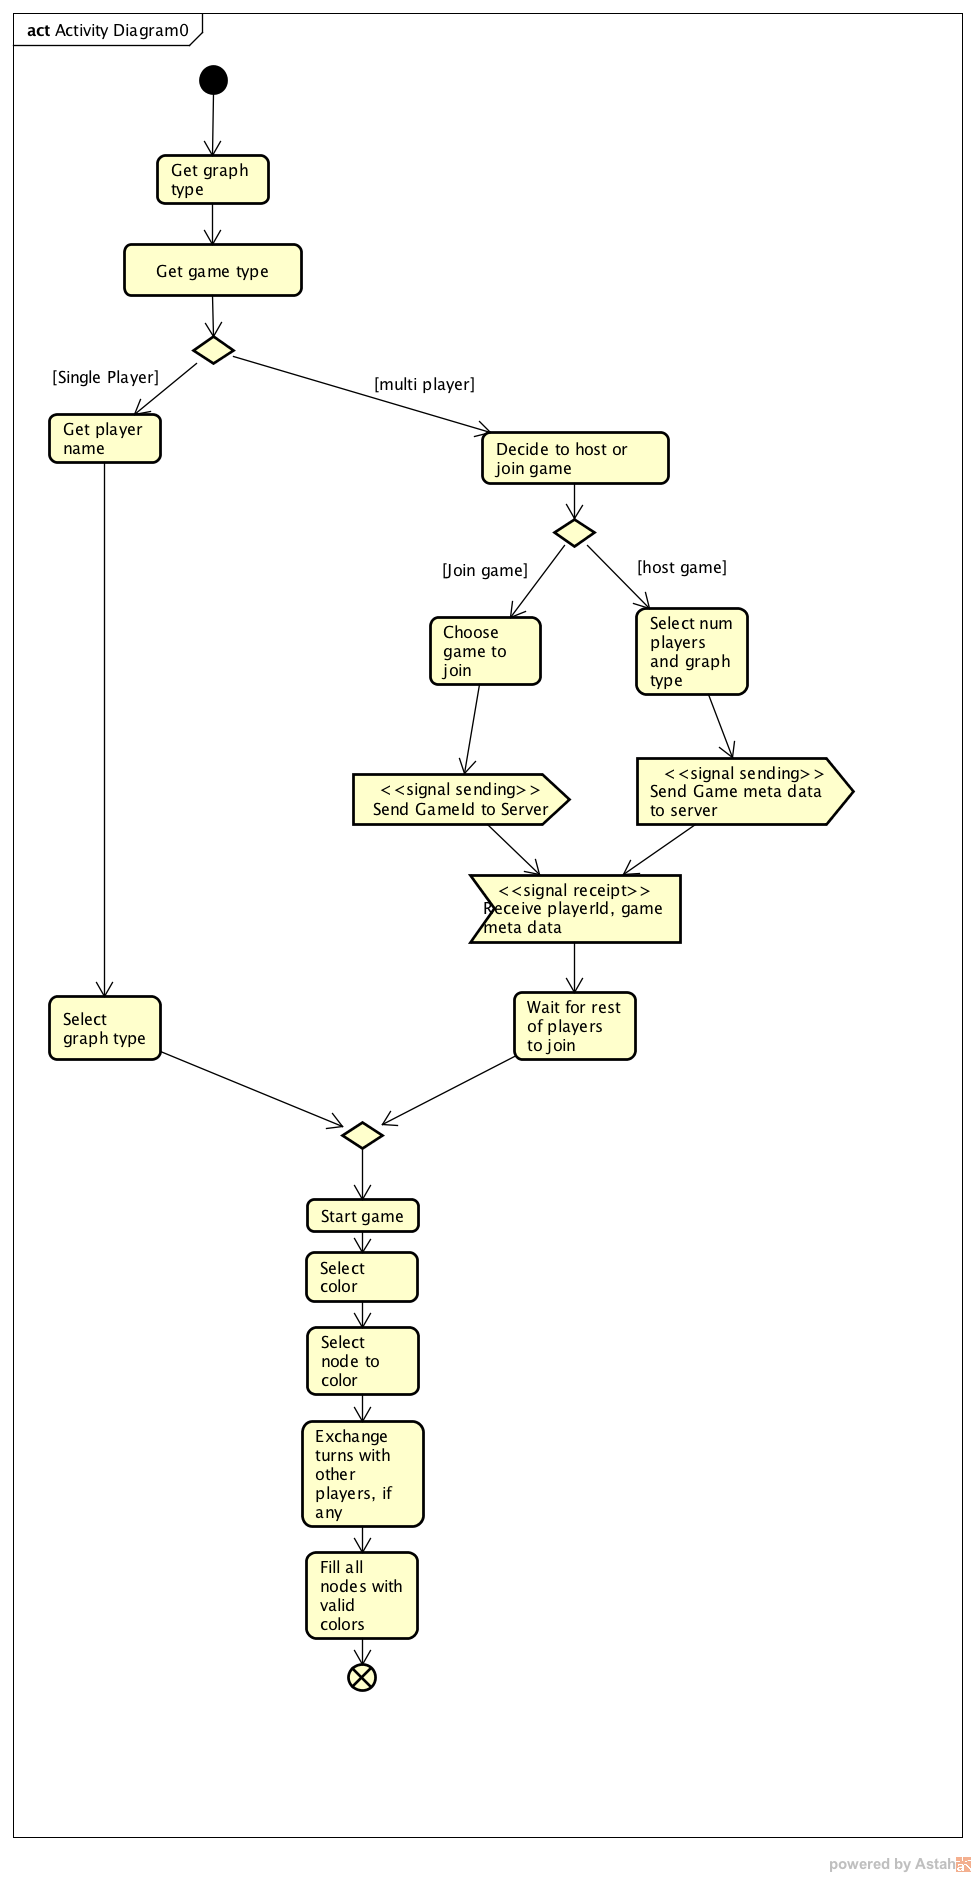 act Activity Diagram0
Get graph
type
Get game type
[Single Player]
[multi player]
Get player
name
Decide to host or
join game
[Join game]
[host game]
Choose
game to
join
Select num
players
and graph
type
<<signal sending>>
Send GameId to Server
<<signal sending>>
Send Game meta data
to server
<<signal receipt>>
Receive playerId, game
meta data
Select
graph type
Wait for rest
of players
to join
Start game
Select
color
Select
node to
color
Exchange
turns with
other
players, if
any
Fill all
nodes with
valid
colors
powered by Astah